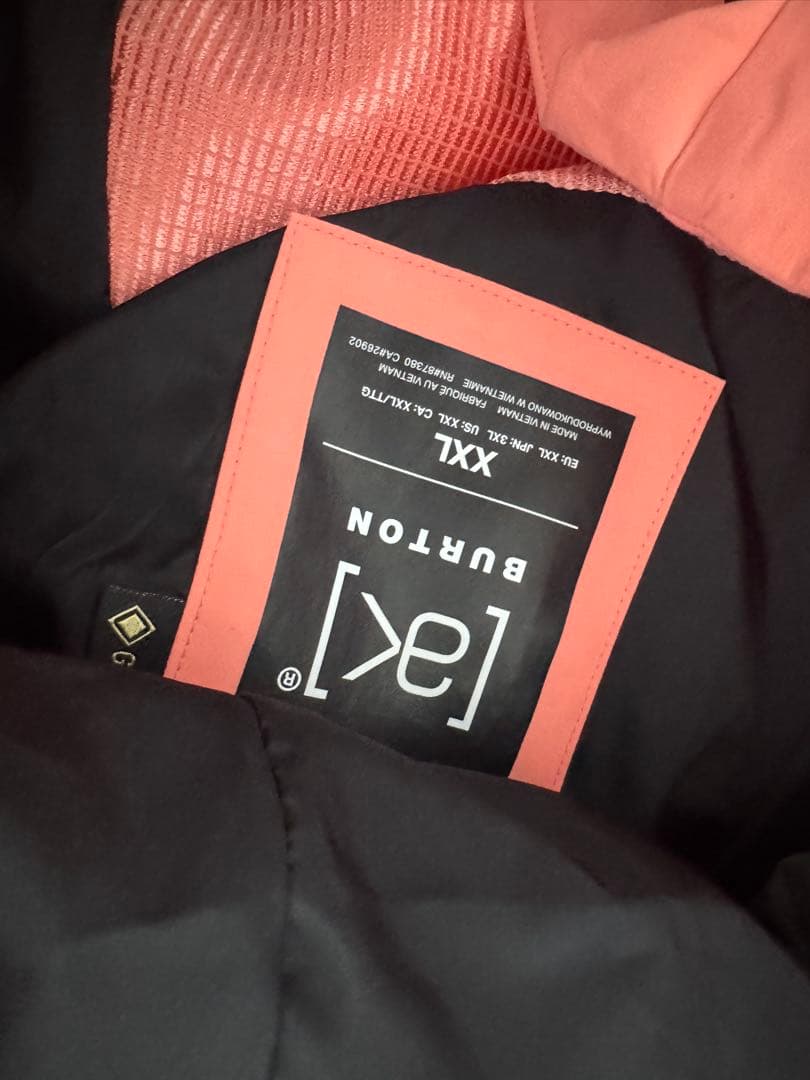 [ak]®
BURTON
XXL
EU: XXL JPN: 3XL US: XXL CA: XXL/TTG
MADE IN VIETNAM FABRIQUÉ AU VIETNAM
WYPRODUKOWANO W WIETNAMIE RN#87380 CA#26902
G